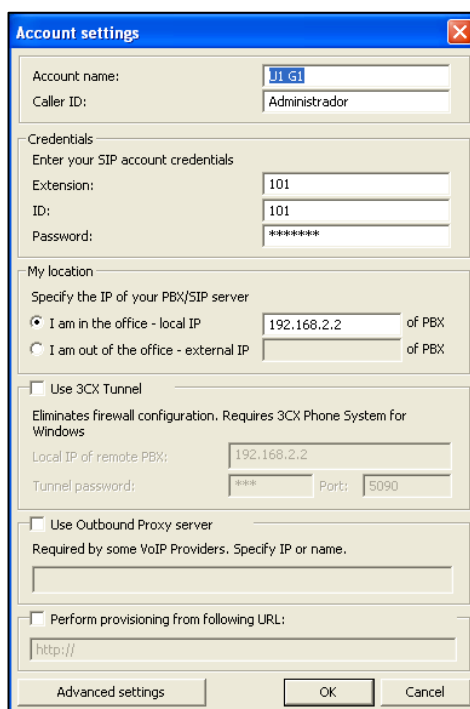 Account settings
Account name: U1 G1
Caller ID: Administrador
Credentials
Enter your SIP account credentials
Extension: 101
ID: 101
Password: *******
My location
Specify the IP of your PBX/SIP server
I am in the office - local IP 192.168.2.2 of PBX
I am out of the office - external IP of PBX
Use 3CX Tunnel
Eliminates firewall configuration. Requires 3CX Phone System for
Windows
Local IP of remote PBX: 192.168.2.2
Tunnel password: *** Port: 5090
Use Outbound Proxy server
Required by some VoIP Providers. Specify IP or name.
Perform provisioning from following URL:
http://
Advanced settings OK Cancel